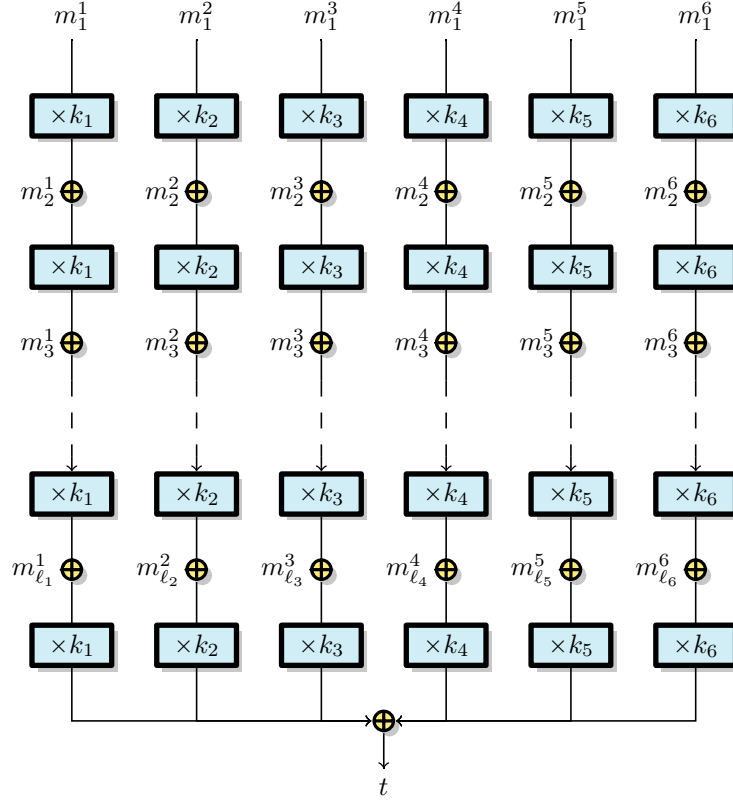 m_1^1 m_1^2 m_1^3 m_1^4 m_1^5 m_1^6
×k_1 ×k_2 ×k_3 ×k_4 ×k_5 ×k_6
m_2^1 m_2^2 m_2^3 m_2^4 m_2^5 m_2^6
×k_1 ×k_2 ×k_3 ×k_4 ×k_5 ×k_6
m_3^1 m_3^2 m_3^3 m_3^4 m_3^5 m_3^6
×k_1 ×k_2 ×k_3 ×k_4 ×k_5 ×k_6
m_{ℓ_1}^1 m_{ℓ_2}^2 m_{ℓ_3}^3 m_{ℓ_4}^4 m_{ℓ_5}^5 m_{ℓ_6}^6
×k_1 ×k_2 ×k_3 ×k_4 ×k_5 ×k_6
t